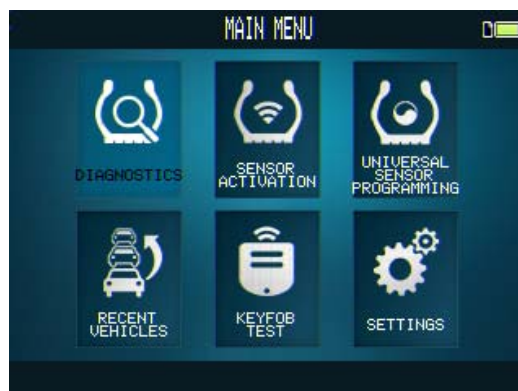 MAIN MENU
DIAGNOSTICS
SENSOR
ACTIVATION
UNIVERSAL
SENSOR
PROGRAMMING
RECENT
VEHICLES
KEYFOB
TEST
SETTINGS